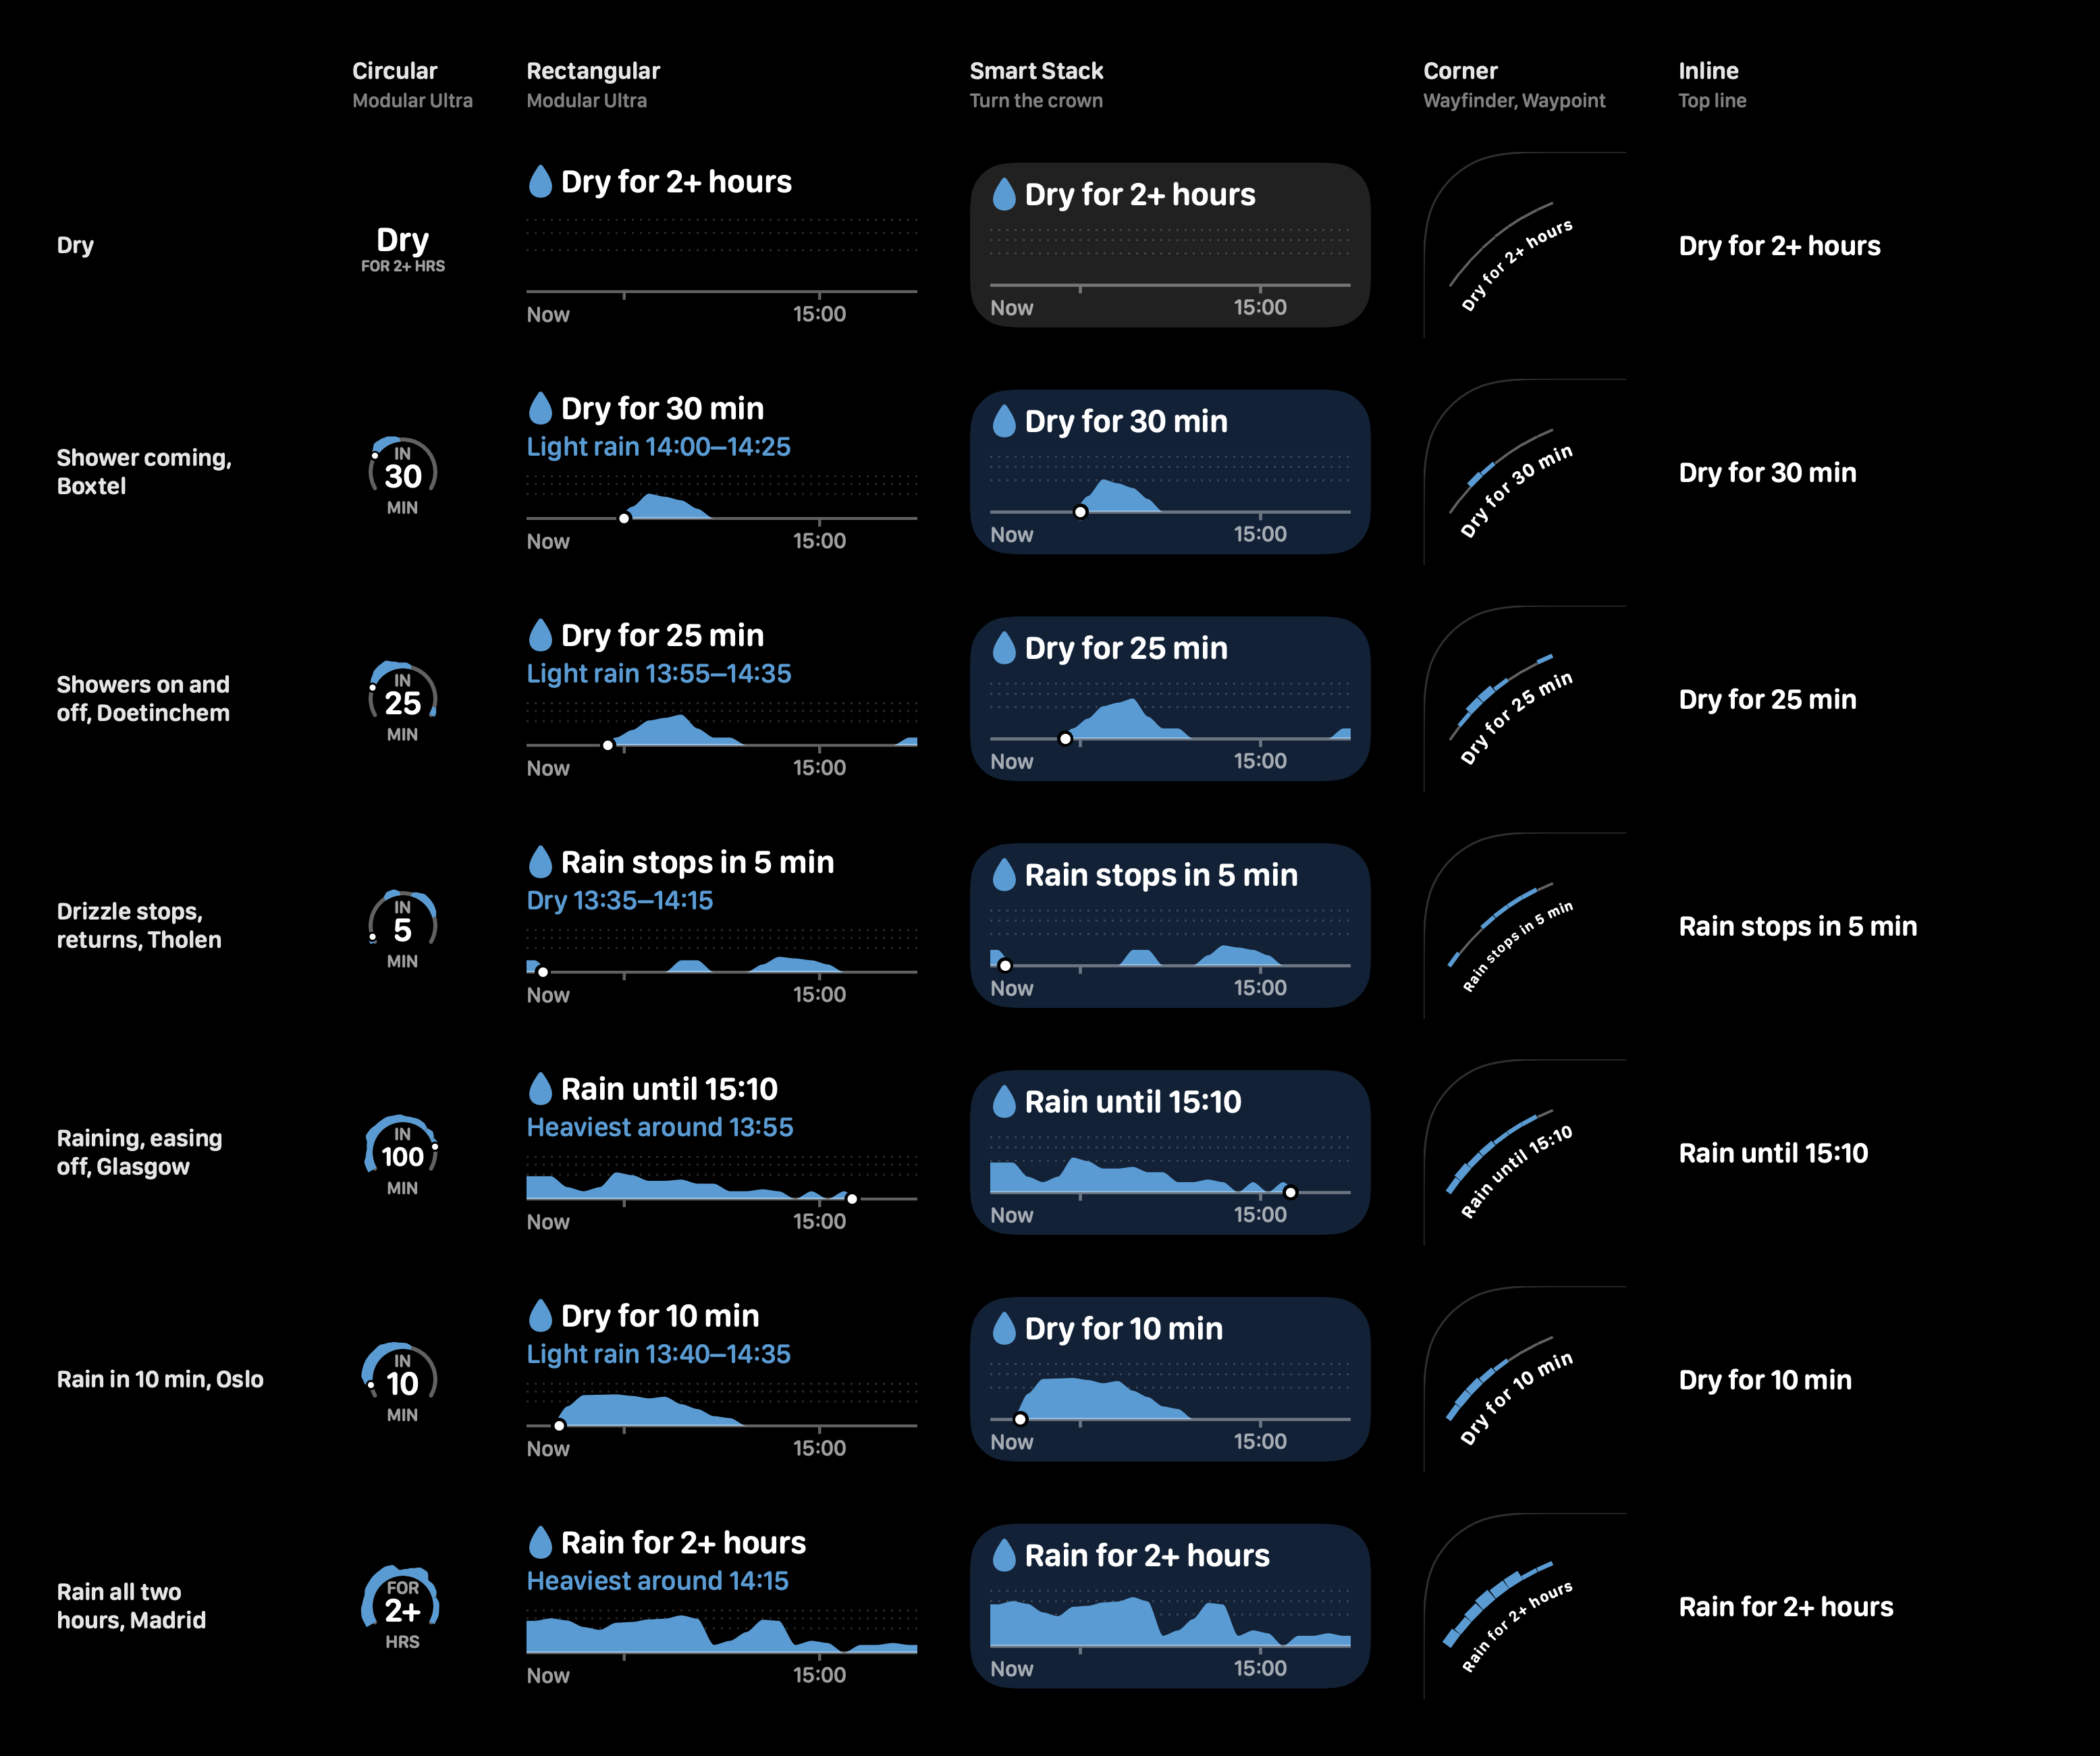 Circular
Modular Ultra
Rectangular
Modular Ultra
Smart Stack
Turn the crown
Corner
Wayfinder, Waypoint
Inline
Top line
Dry
Dry
FOR 2+ HRS
Dry for 2+ hours
Now
15:00
Dry for 2+ hours
Now
15:00
Dry for 2+ hours
Dry for 2+ hours
Shower coming,
Boxtel
IN
30
MIN
Dry for 30 min
Light rain 14:00–14:25
Now
15:00
Dry for 30 min
Now
15:00
Dry for 30 min
Dry for 30 min
Showers on and
off, Doetinchem
IN
25
MIN
Dry for 25 min
Light rain 13:55–14:35
Now
15:00
Dry for 25 min
Now
15:00
Dry for 25 min
Dry for 25 min
Drizzle stops,
returns, Tholen
IN
5
MIN
Rain stops in 5 min
Dry 13:35–14:15
Now
15:00
Rain stops in 5 min
Now
15:00
Rain stops in 5 min
Rain stops in 5 min
Raining, easing
off, Glasgow
IN
100
MIN
Rain until 15:10
Heaviest around 13:55
Now
15:00
Rain until 15:10
Now
15:00
Rain until 15:10
Rain until 15:10
Rain in 10 min, Oslo
IN
10
MIN
Dry for 10 min
Light rain 13:40–14:35
Now
15:00
Dry for 10 min
Now
15:00
Dry for 10 min
Dry for 10 min
Rain all two
hours, Madrid
FOR
2+
HRS
Rain for 2+ hours
Heaviest around 14:15
Now
15:00
Rain for 2+ hours
Now
15:00
Rain for 2+ hours
Rain for 2+ hours